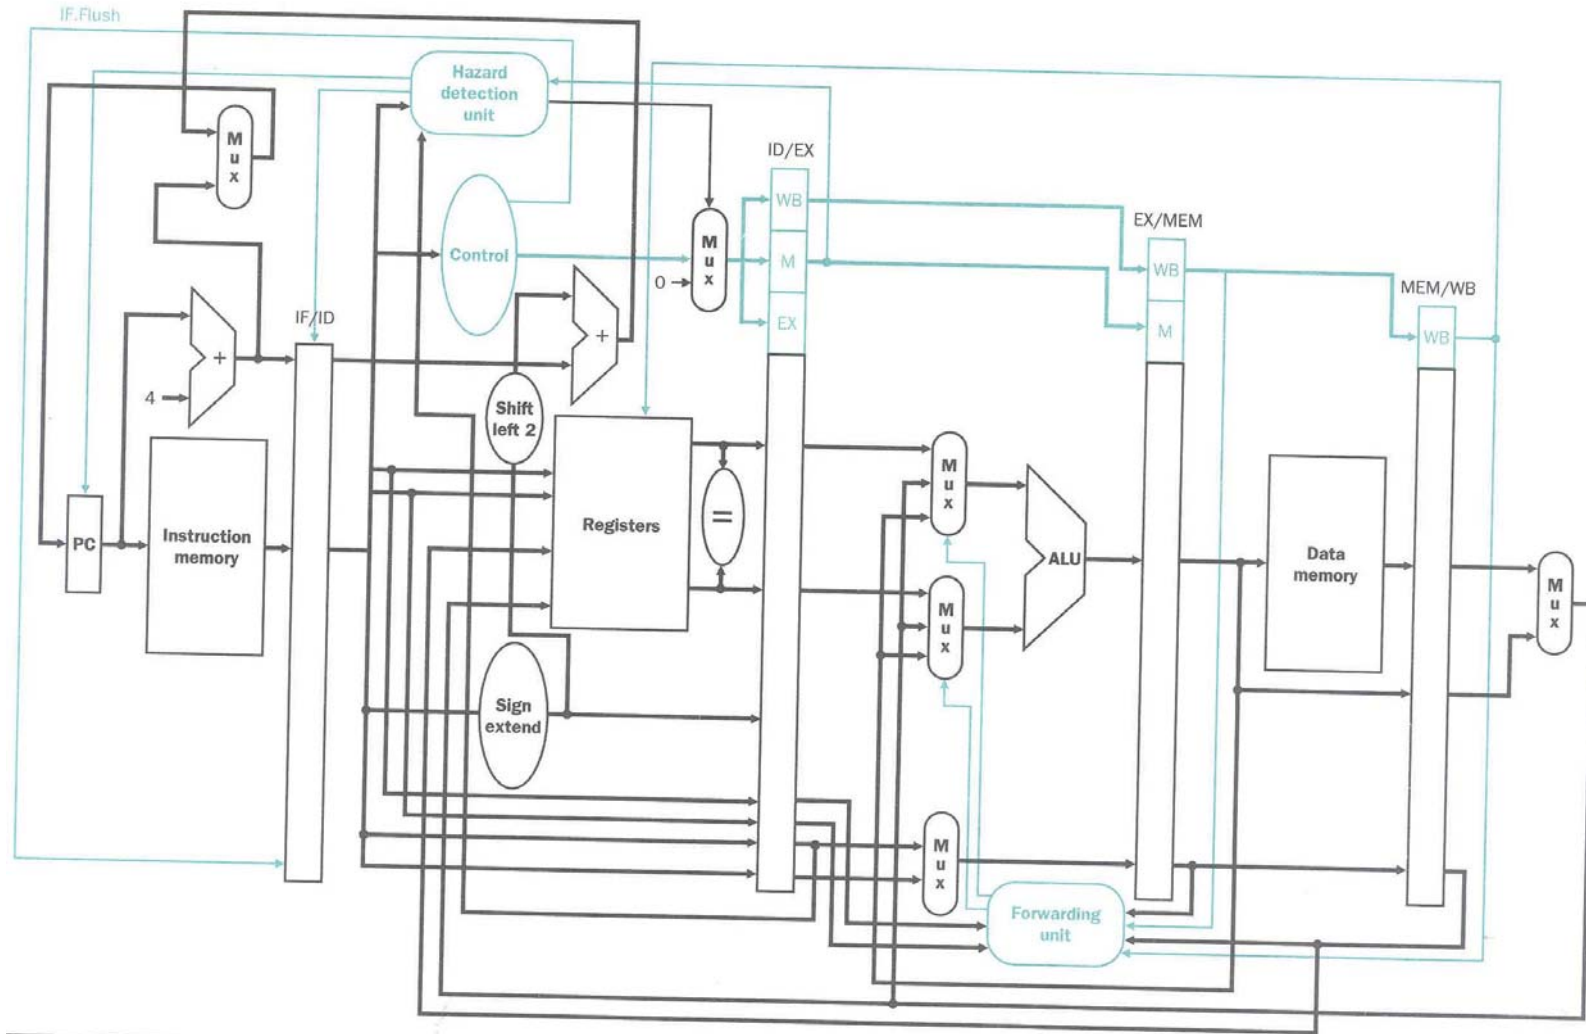 IF.Flush
Hazard
detection
unit
M
u
x
ID/EX
WB
M
EX
Control
M
u
x
0
EX/MEM
WB
M
MEM/WB
WB
IF/ID
+
4
+
Shift
left 2
PC
Instruction
memory
Registers
=
M
u
x
ALU
M
u
x
Data
memory
M
u
x
Sign
extend
M
u
x
Forwarding
unit